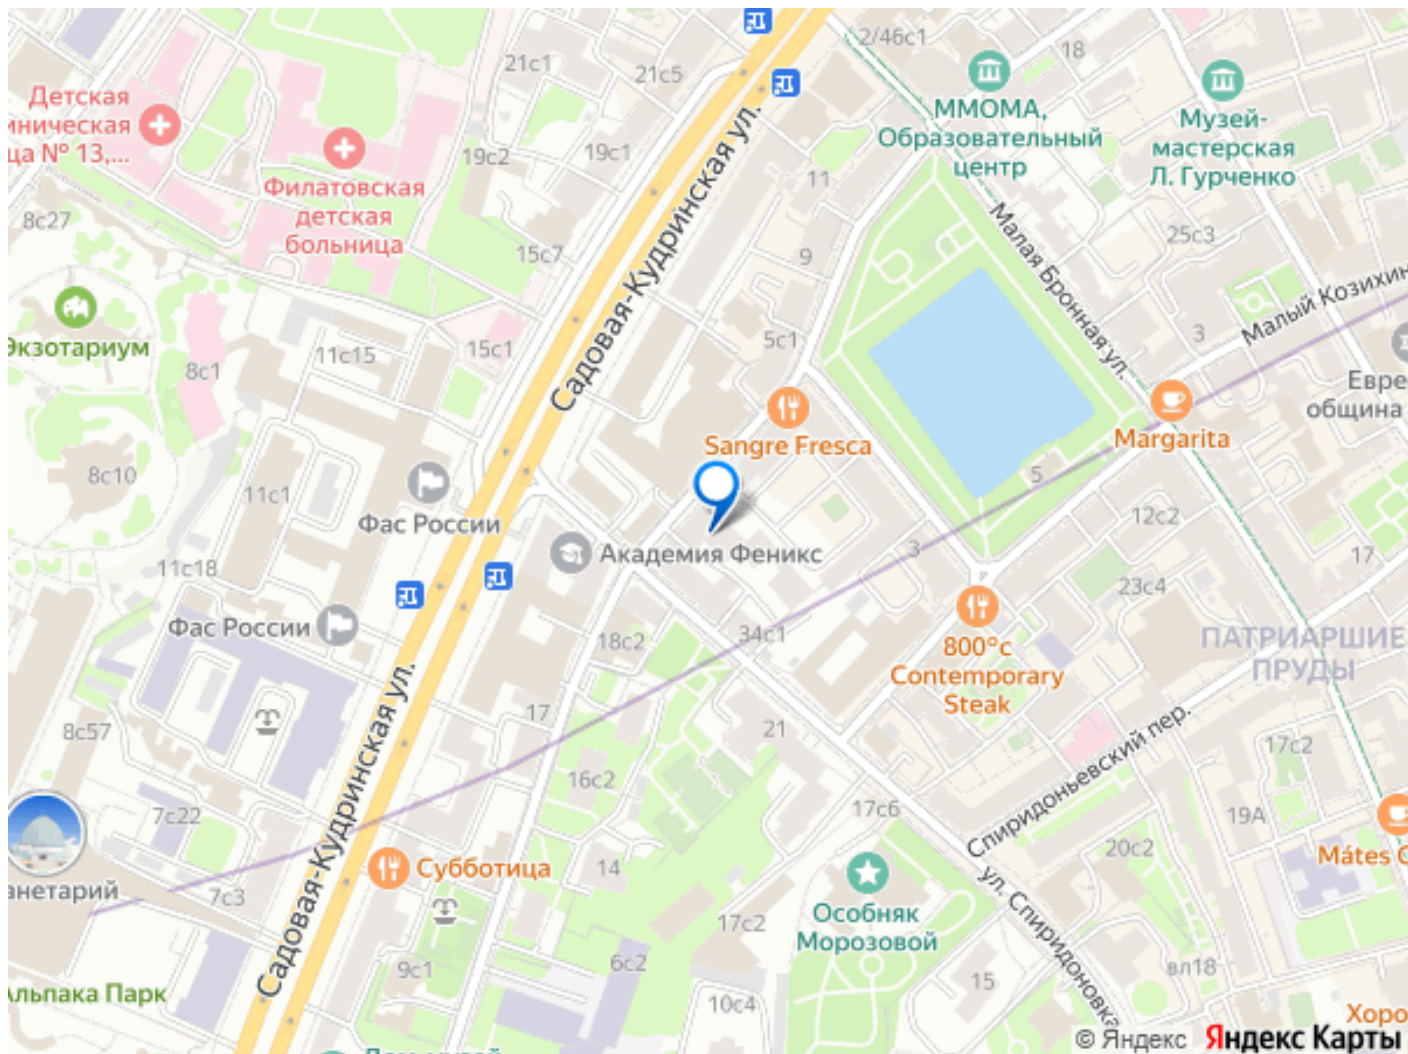 2/46с1
18
21с1
21с5
Детская
иническая
ца № 13,...
ММОМА,
Образовательный
центр
Музей-
мастерская
Л. Гурченко
Филатовская
детская
больница
19с2
19с1
11
8с27
15с7
9
25с3
Садовая-Кудринская ул.
Малая Бронная ул.
Малый Козихин
Экзотариум
11с15
15с1
5с1
3
8с1
Евре
община
Sangre Fresca
Margarita
8с10
11с1
5
Фас России
12с2
Академия Феникс
3
17
11с18
23с4
Фас России
18с2
34с1
800°с
Contemporary
Steak
ПАТРИАРШИЕ
ПРУДЫ
17
21
8с57
16с2
17с2
Спиридоньевский пер.
7с22
17с6
19А
20с2
Mátes C
Садовая-Кудринская ул.
Субботица
14
анетарий
7с3
17с2
Особняк
Морозовой
ул. Спиридоновка
9с1
6с2
15
вл18
Альпака Парк
10с4
Хоро
© Яндекс Яндекс Карты